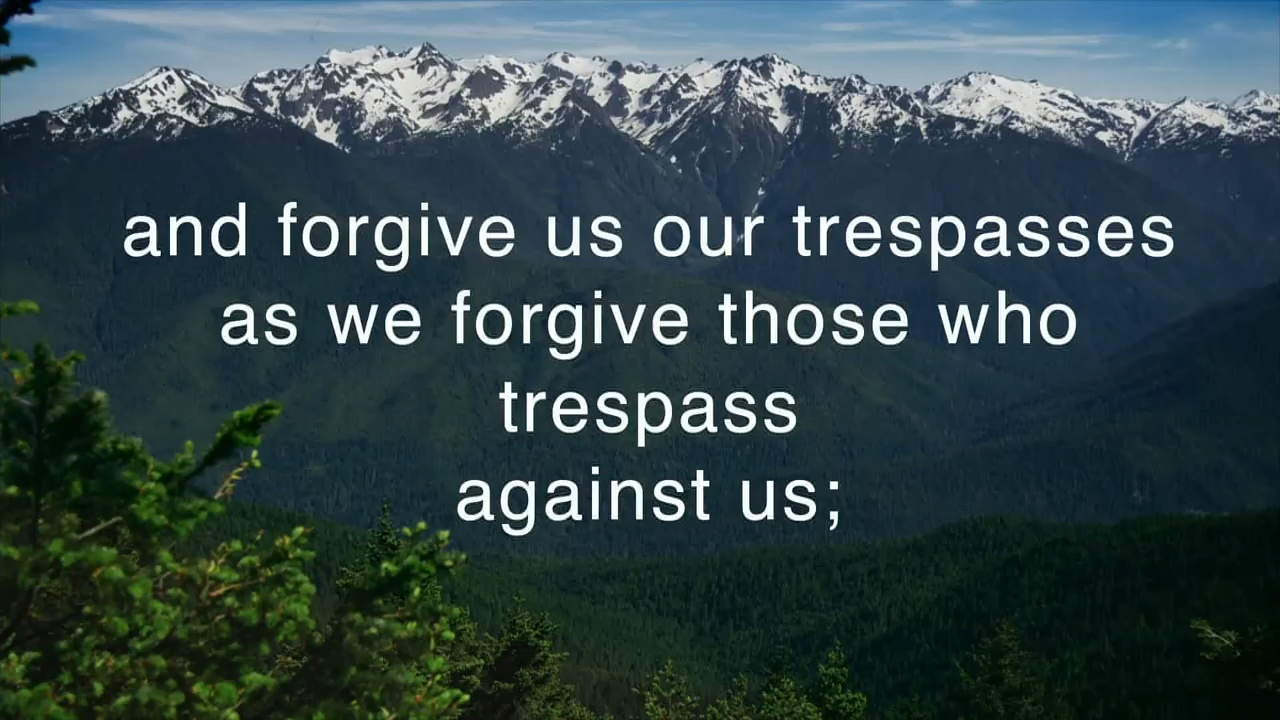 and forgive us our trespasses
as we forgive those who
trespass
against us;